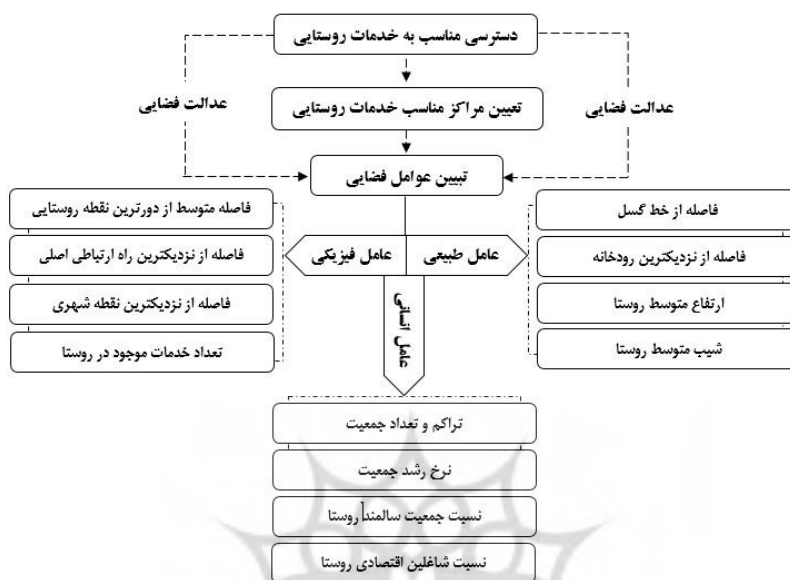 دسترسی مناسب به خدمات روستایی
عدالت فضایی
عدالت فضایی
تعیین مراکز مناسب خدمات روستایی
تبیین عوامل فضایی
فاصله از خط گسل
فاصله از نزدیکترین رودخانه
ارتفاع متوسط روستا
شیب متوسط روستا
عامل طبیعی
عامل فیزیکی
عامل انسانی
فاصله متوسط از دورترین نقطه روستایی
فاصله از نزدیکترین راه ارتباطی اصلی
فاصله از نزدیکترین نقطه شهری
تعداد خدمات موجود در روستا
تراکم و تعداد جمعیت
نرخ رشد جمعیت
نسبت جمعیت سالمند روستا
نسبت شاغلین اقتصادی روستا